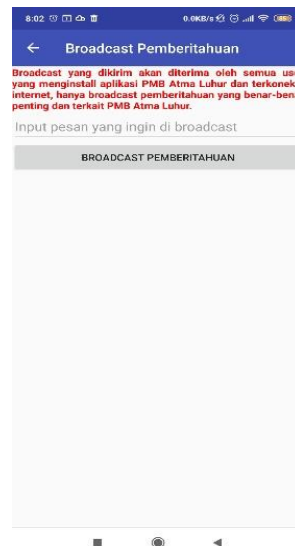 8:02 0.0KB/s
Broadcast Pemberitahuan
Broadcast yang dikirim akan diterima oleh semua us
yang menginstall aplikasi PMB Atma Luhur dan terkonek
internet, hanya broadcast pemberitahuan yang benar-ben
penting dan terkait PMB Atma Luhur.
Input pesan yang ingin di broadcast
BROADCAST PEMBERITAHUAN